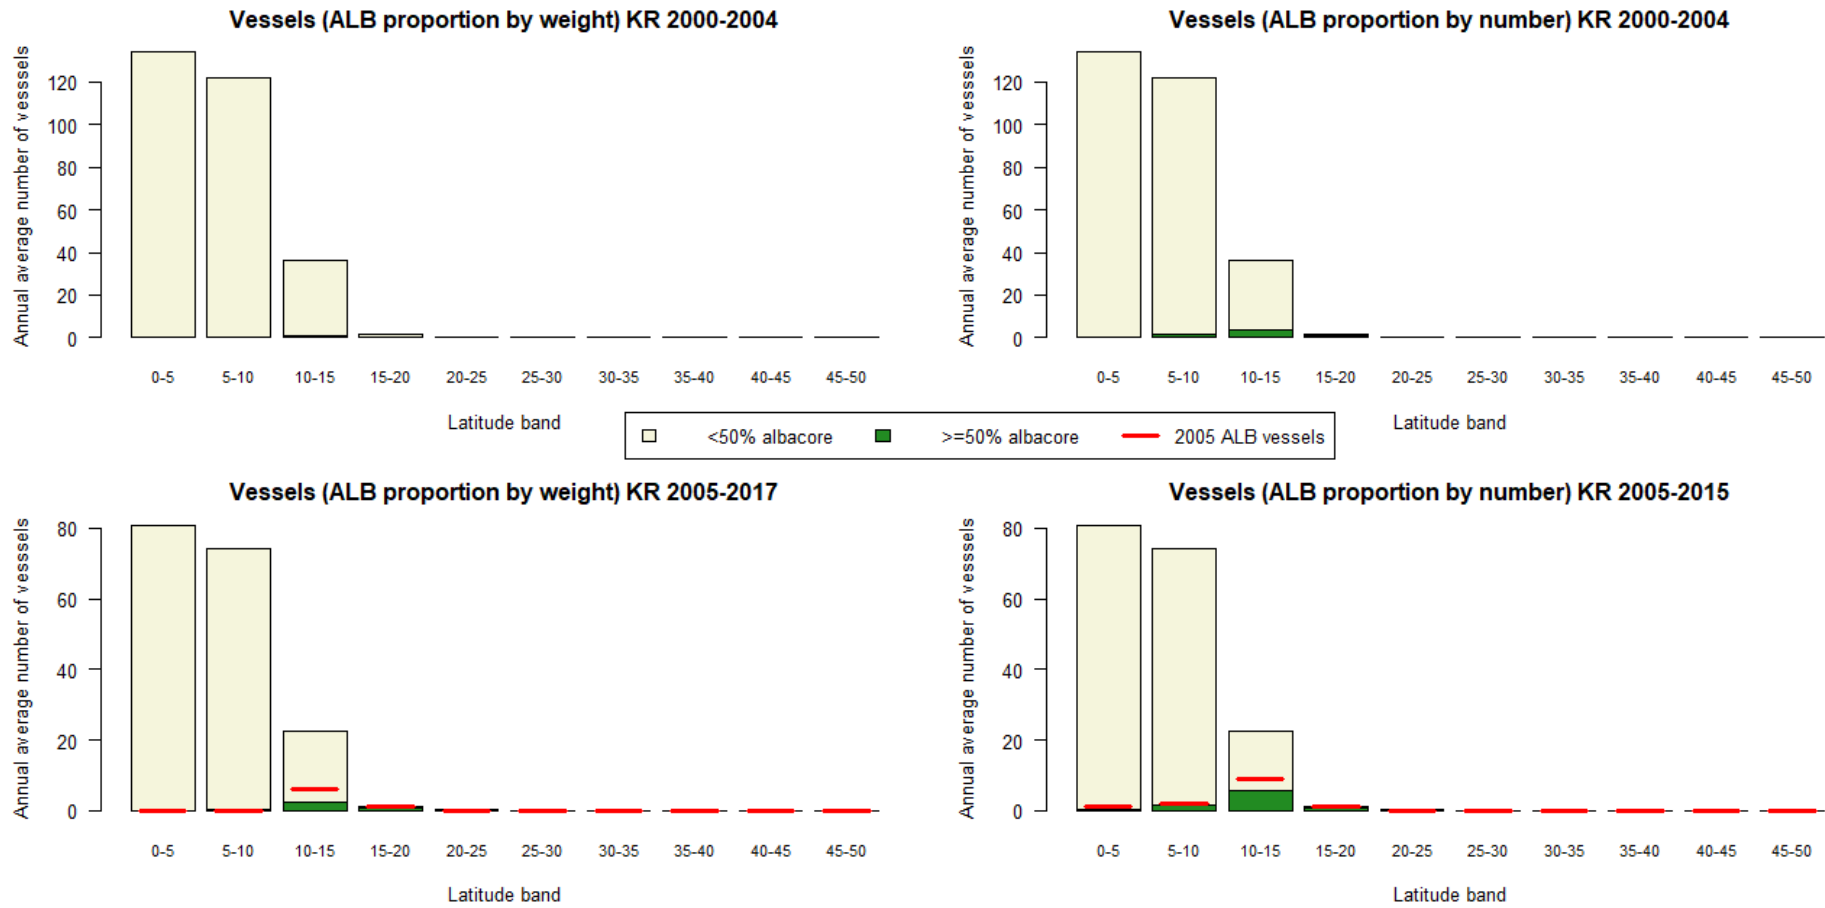 Vessels (ALB proportion by weight) KR 2000-2004
Annual average number of vesssels
120
100
80
60
40
20
0
0-5 5-10 10-15 15-20 20-25 25-30 30-35 35-40 40-45 45-50
Latitude band
Vessels (ALB proportion by number) KR 2000-2004
Annual average number of vesssels
120
100
80
60
40
20
0
0-5 5-10 10-15 15-20 20-25 25-30 30-35 35-40 40-45 45-50
Latitude band
<50% albacore >=50% albacore 2005 ALB vessels
Vessels (ALB proportion by weight) KR 2005-2017
Annual average number of vesssels
80
60
40
20
0
0-5 5-10 10-15 15-20 20-25 25-30 30-35 35-40 40-45 45-50
Latitude band
Vessels (ALB proportion by number) KR 2005-2015
Annual average number of vesssels
80
60
40
20
0
0-5 5-10 10-15 15-20 20-25 25-30 30-35 35-40 40-45 45-50
Latitude band